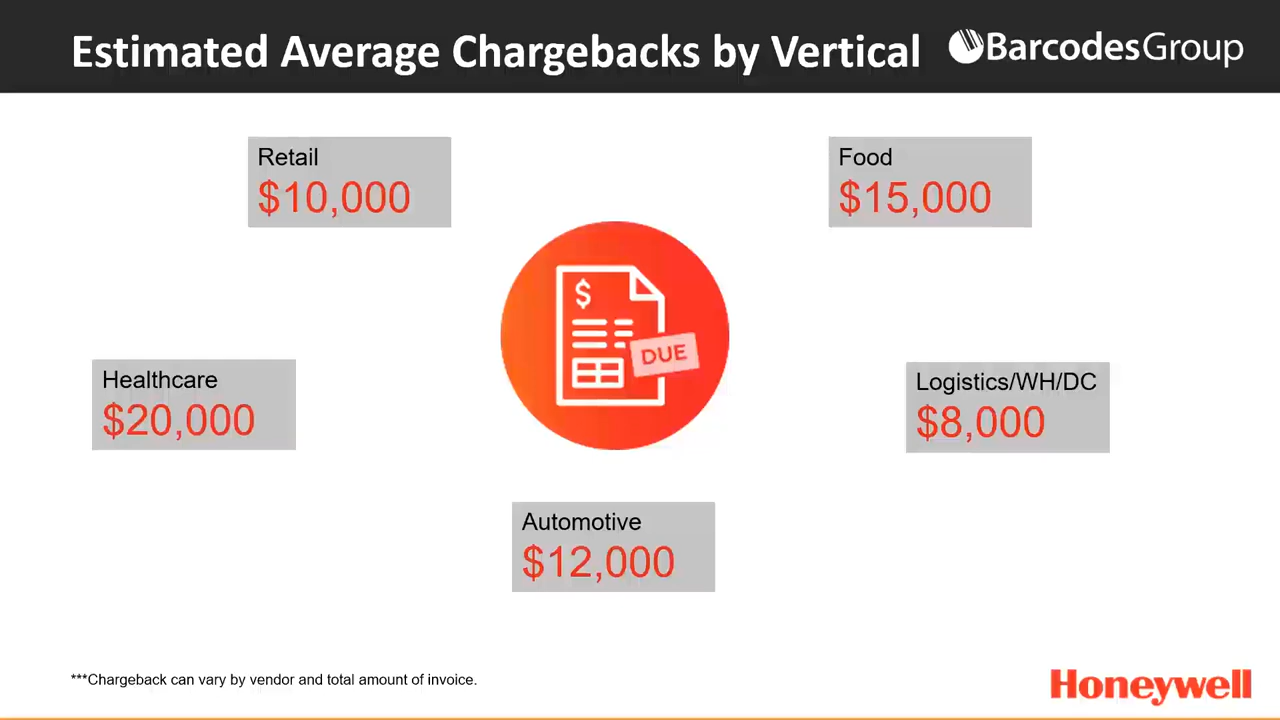 Estimated Average Chargebacks by Vertical
BarcodesGroup
Retail
$10,000
Food
$15,000
$
DUE
Healthcare
$20,000
Logistics/WH/DC
$8,000
Automotive
$12,000
***Chargeback can vary by vendor and total amount of invoice.
Honeywell